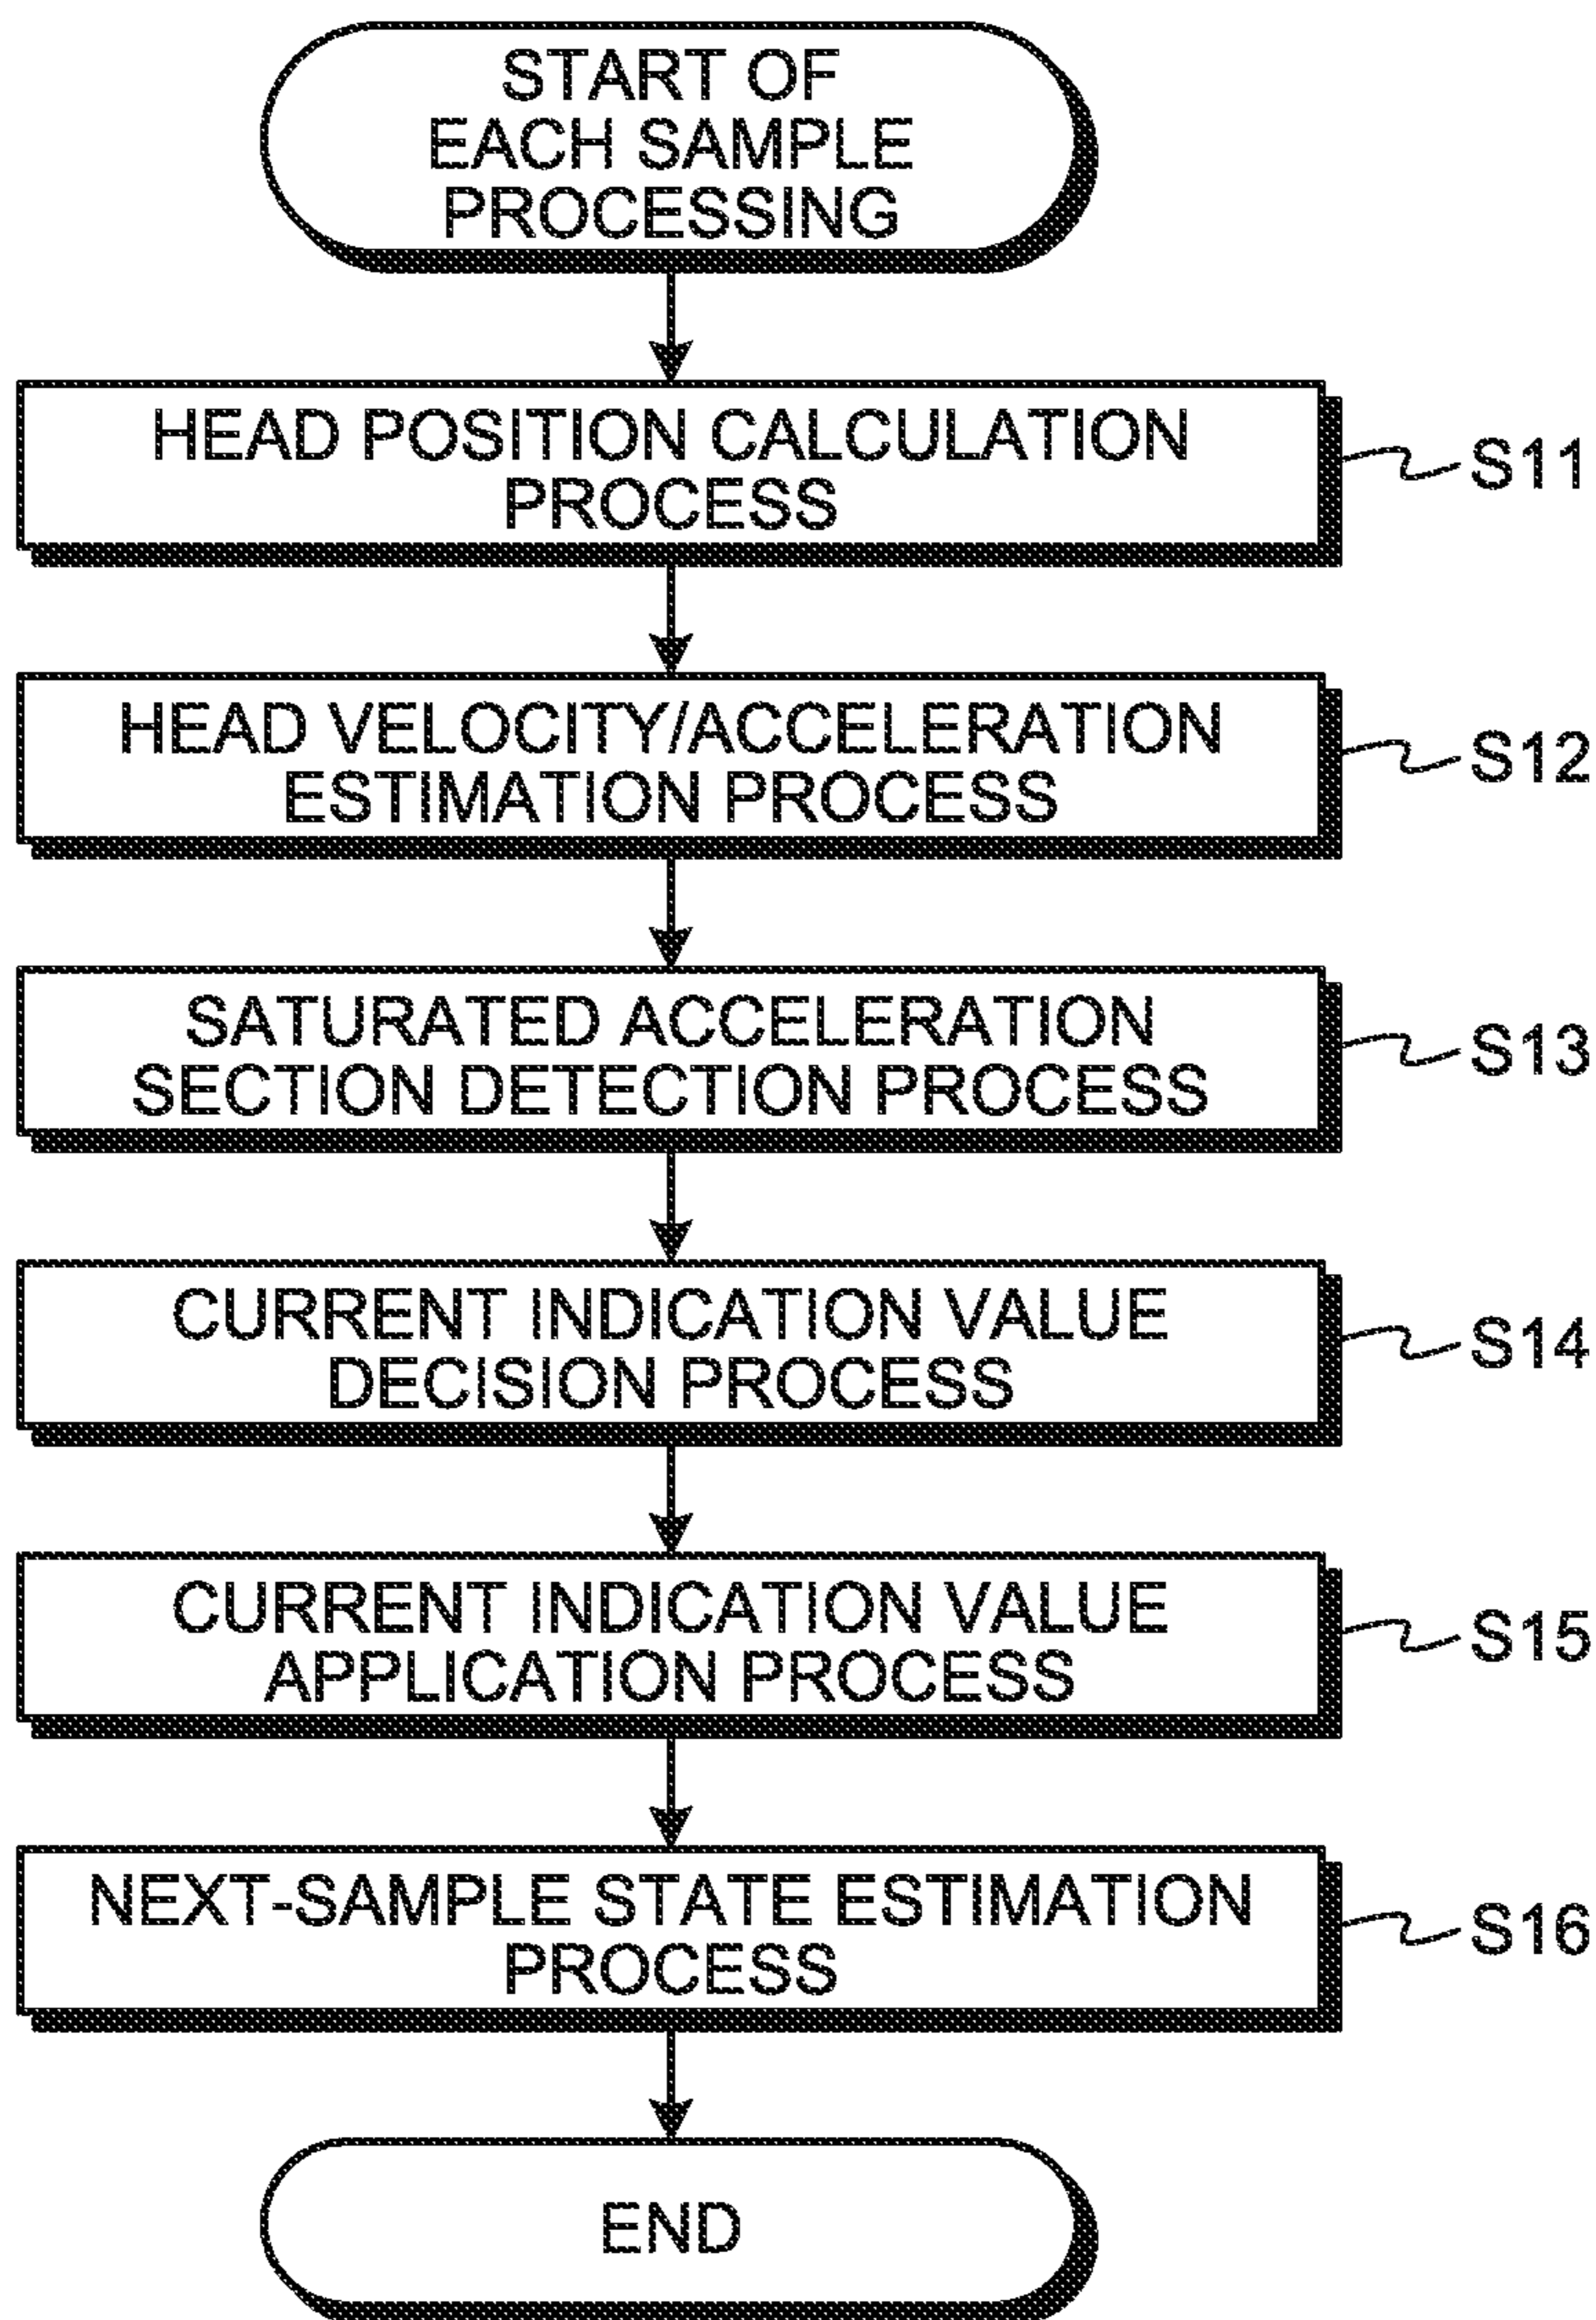 START OF
EACH SAMPLE
PROCESSING
HEAD POSITION CALCULATION
PROCESS
S11
HEAD VELOCITY/ACCELERATION
ESTIMATION PROCESS
S12
SATURATED ACCELERATION
SECTION DETECTION PROCESS
S13
CURRENT INDICATION VALUE
DECISION PROCESS
S14
CURRENT INDICATION VALUE
APPLICATION PROCESS
S15
NEXT-SAMPLE STATE ESTIMATION
PROCESS
S16
END